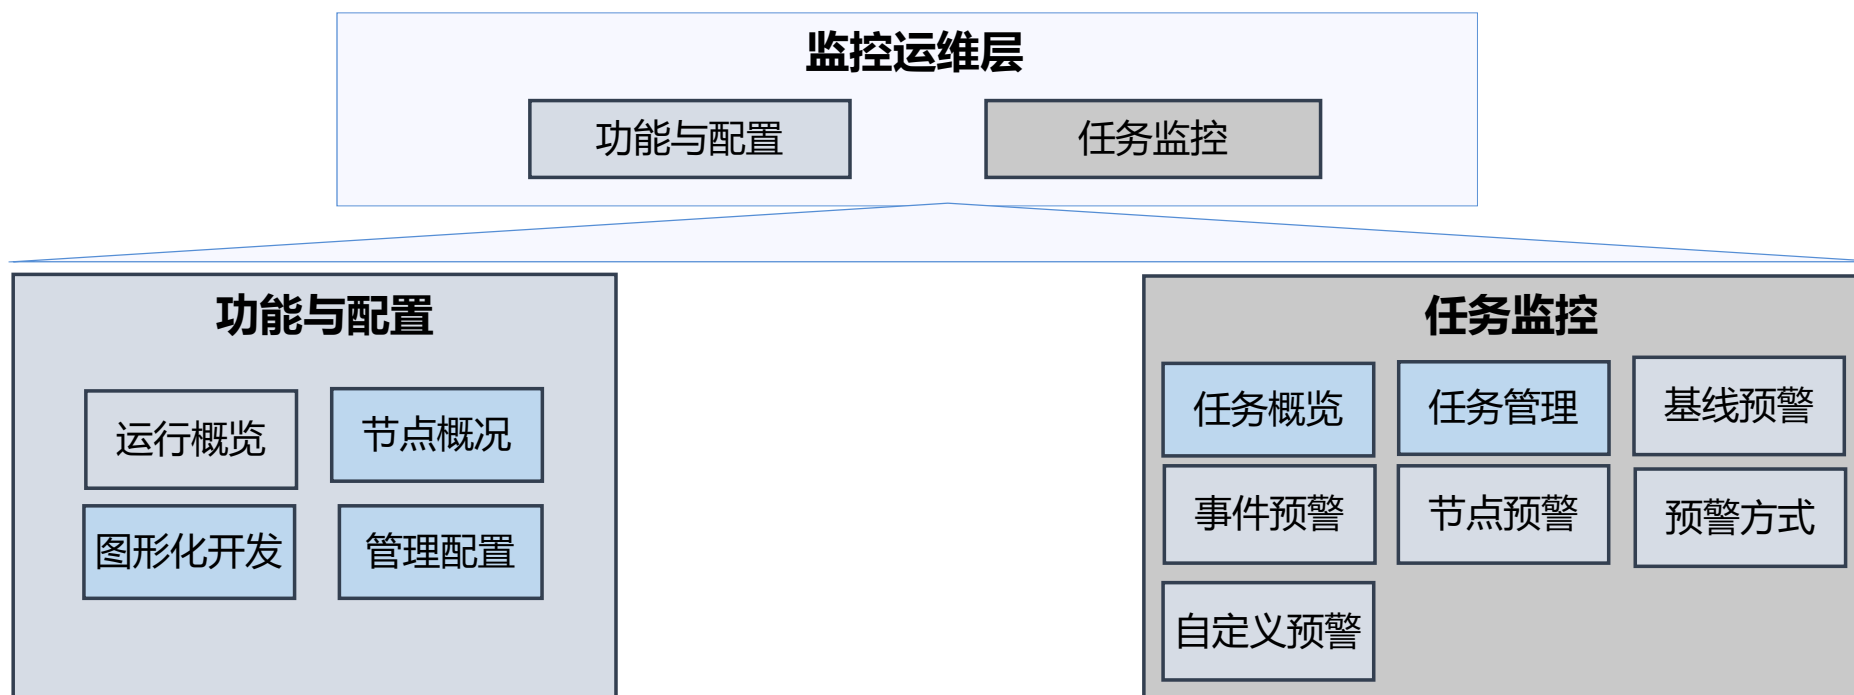 监控运维层
功能与配置
任务监控
功能与配置
运行概览
节点概况
图形化开发
管理配置
任务监控
任务概览
任务管理
基线预警
事件预警
节点预警
预警方式
自定义预警